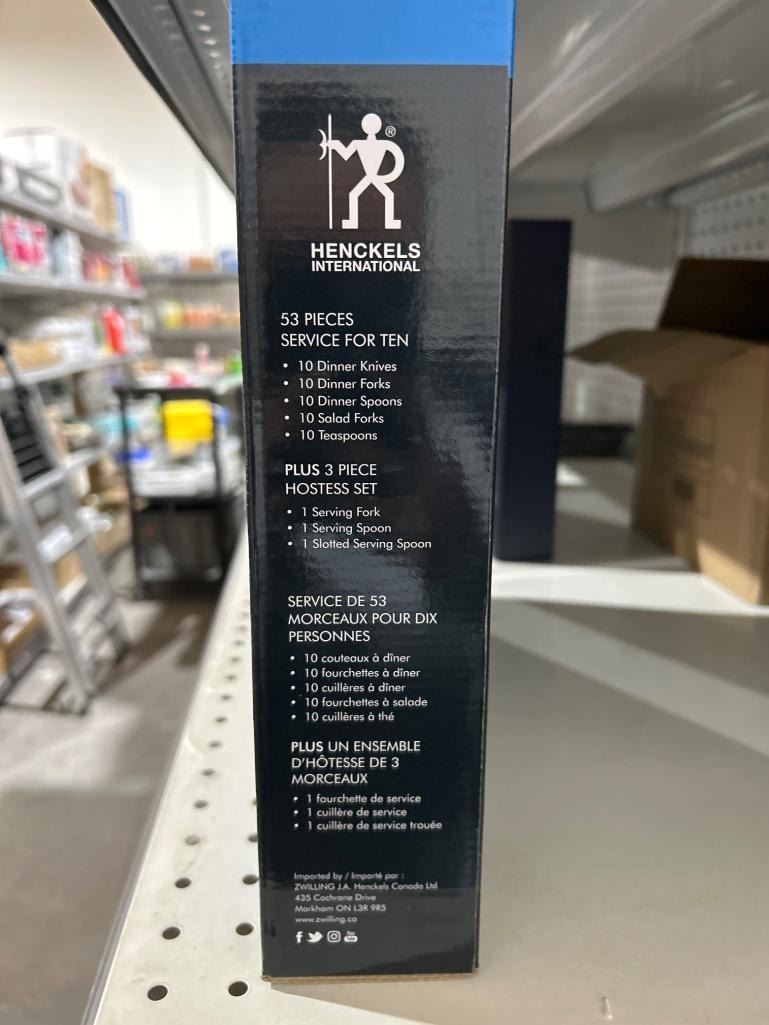 ®
HENCKELS
INTERNATIONAL
53 PIECES
SERVICE FOR TEN
• 10 Dinner Knives
• 10 Dinner Forks
• 10 Dinner Spoons
• 10 Salad Forks
• 10 Teaspoons
PLUS 3 PIECE
HOSTESS SET
• 1 Serving Fork
• 1 Serving Spoon
• 1 Slotted Serving Spoon
SERVICE DE 53
MORCEAUX POUR DIX
PERSONNES
• 10 couteaux à dîner
• 10 fourchettes à dîner
• 10 cuillères à dîner
• 10 fourchettes à salade
• 10 cuillères à thé
PLUS UN ENSEMBLE
D'HÔTESSE DE 3
MORCEAUX
• 1 fourchette de service
• 1 cuillère de service
• 1 cuillère de service trouée
Imported by / Importé par :
ZWILLING J.A. Henckels Canada Ltd
435 Cochrane Drive
Markham ON L3R 9R5
www.zwilling.ca